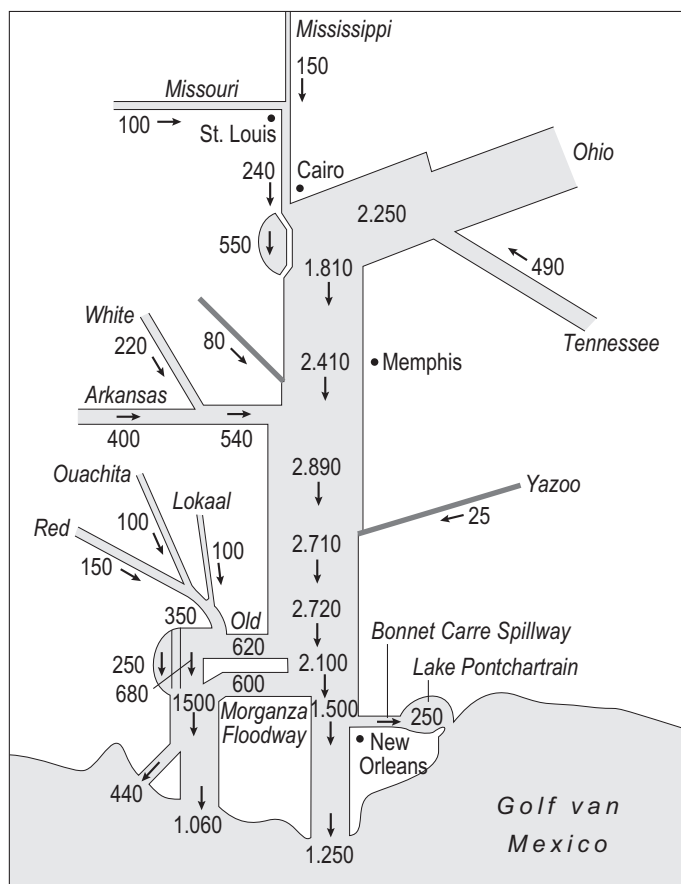 Mississippi
150
Missouri
100
St. Louis
240
Cairo
Ohio
2.250
550
1.810
490
Tennessee
White
220
80
2.410
Memphis
Arkansas
400
540
Ouachita
Lokaal
2.890
Yazoo
25
Red
100
100
150
2.710
350
Old
2.720
620
Bonnet Carre Spillway
Lake Pontchartrain
250
680
2.100
600
1500
Morganza
Floodway
1.500
250
New
Orleans
440
1.060
1.250
Golf van
Mexico